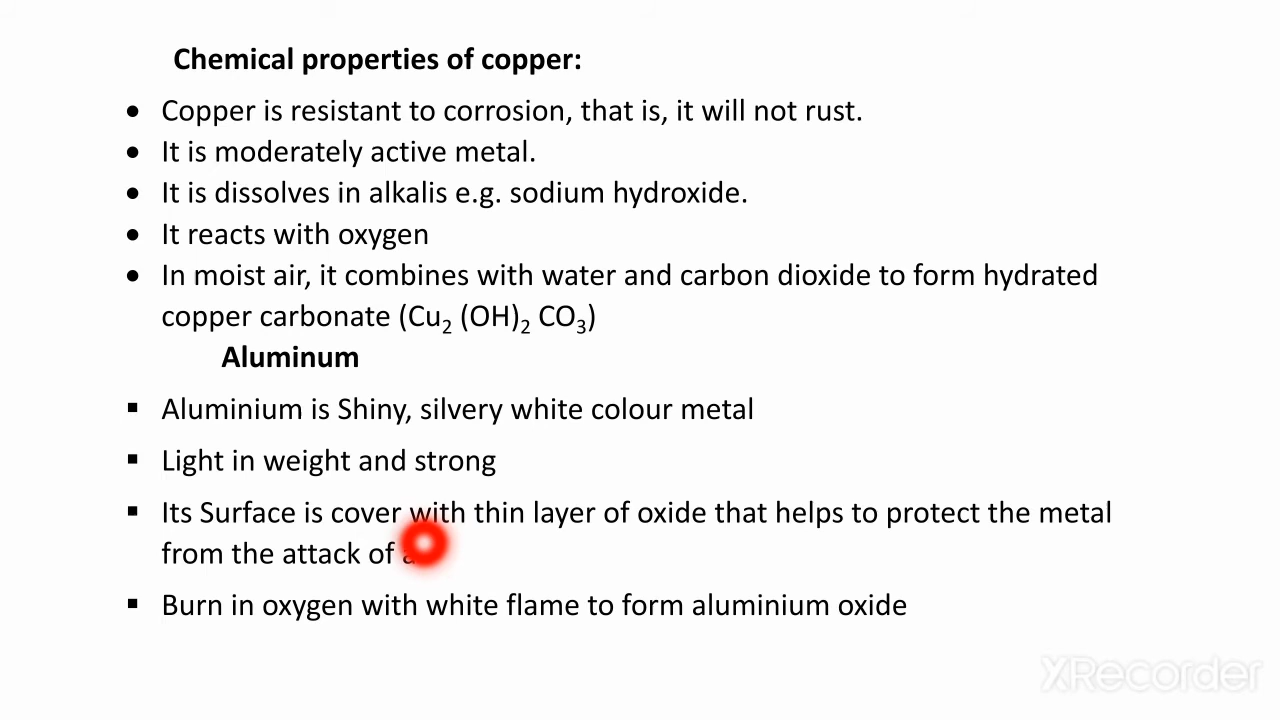 Chemical properties of copper:
• Copper is resistant to corrosion, that is, it will not rust.
• It is moderately active metal.
• It is dissolves in alkalis e.g. sodium hydroxide.
• It reacts with oxygen
• In moist air, it combines with water and carbon dioxide to form hydrated
copper carbonate (Cu₂ (OH)₂ CO₃)
Aluminum
▪ Aluminium is Shiny, silvery white colour metal
▪ Light in weight and strong
▪ Its Surface is cover with thin layer of oxide that helps to protect the metal
from the attack of
▪ Burn in oxygen with white flame to form aluminium oxide
XRecorder